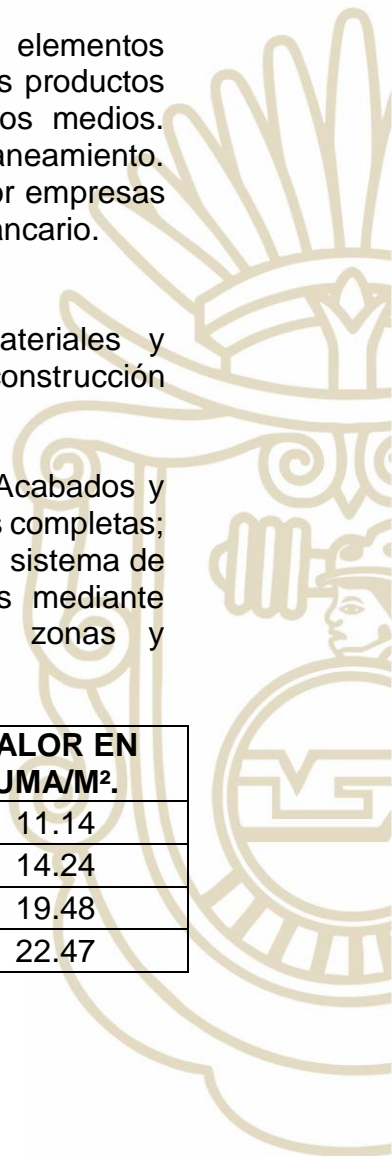 elementos
s productos
os medios.
aneamiento.
or empresas
ancario.
ateriales y
construcción
Acabados y
s completas;
sistema de
s mediante
zonas y
ALOR EN
UMA/M².
11.14
14.24
19.48
22.47